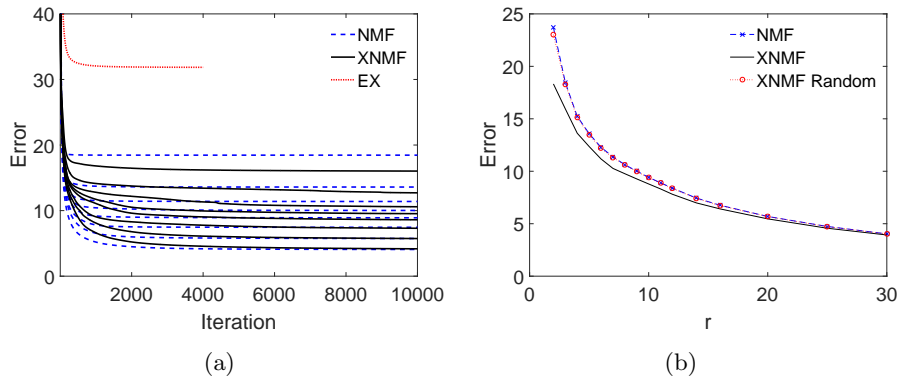 40
30
20
10
0
2000 4000 6000 8000 10000
Error
Iteration
NMF
XNMF
EX
(a)
25
20
15
10
5
0
0 10 20 30
Error
r
NMF
XNMF
XNMF Random
(b)